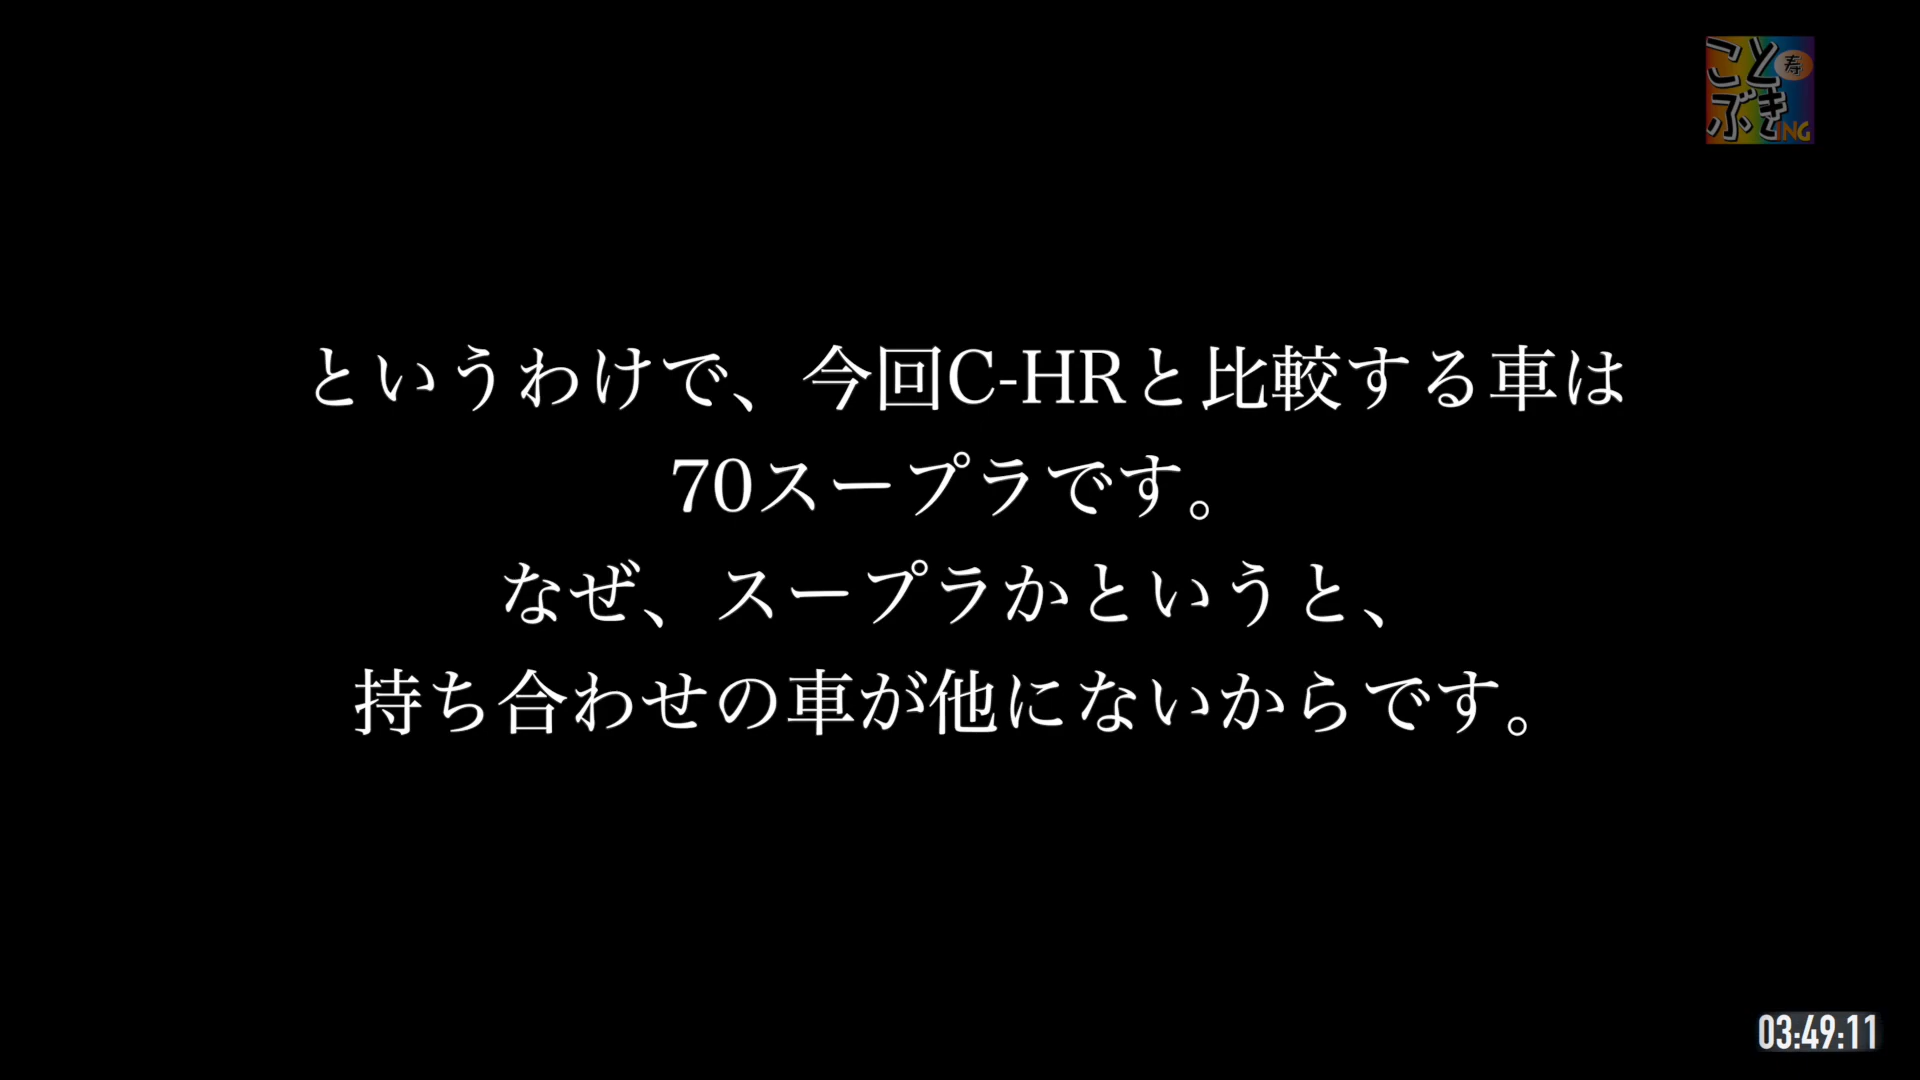 こと
寿
ぶき
ING
というわけで、今回C-HRと比較する車は
70スープラです。
なぜ、スープラかというと、
持ち合わせの車が他にないからです。
03:49:11